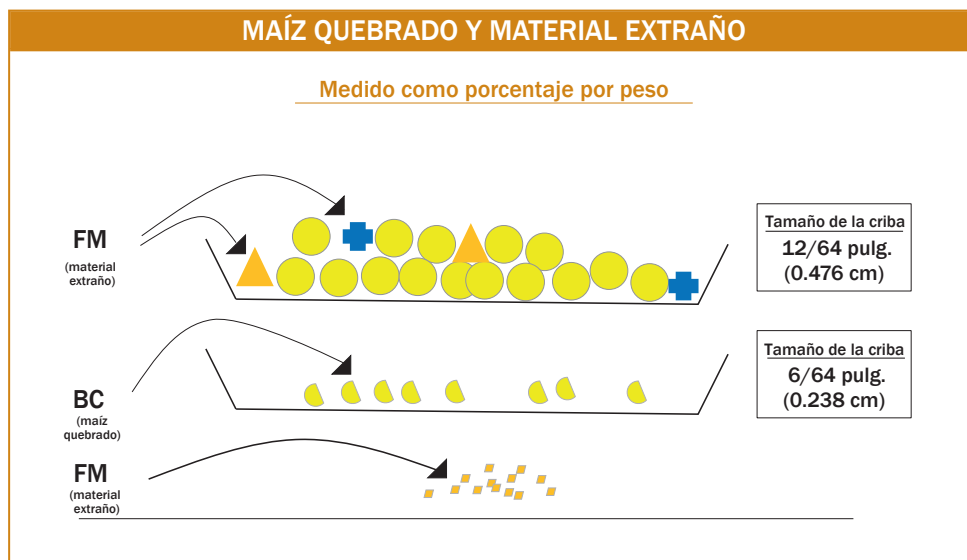 MAÍZ QUEBRADO Y MATERIAL EXTRAÑO
Medido como porcentaje por peso
FM
(material
extraño)
Tamaño de la criba
12/64 pulg.
(0.476 cm)
BC
(maíz
quebrado)
Tamaño de la criba
6/64 pulg.
(0.238 cm)
FM
(material
extraño)